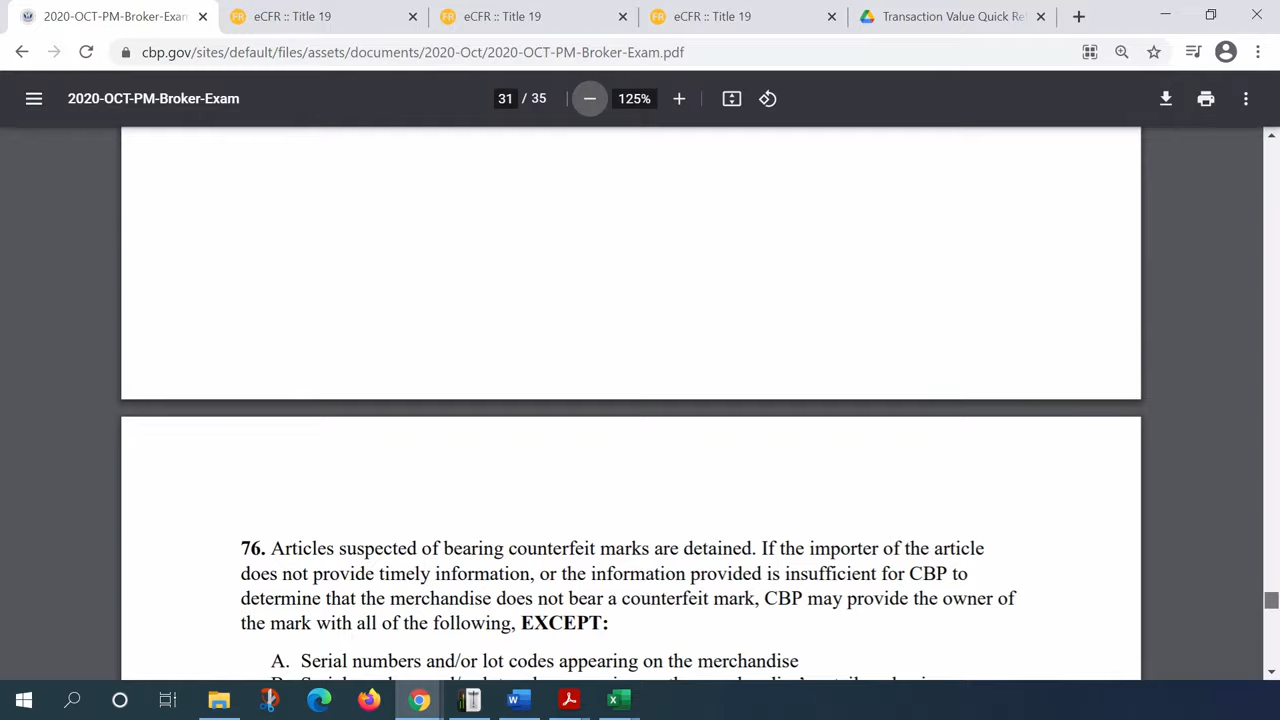 2020-OCT-PM-Broker-Exan
eCFR :: Title 19
eCFR :: Title 19
eCFR :: Title 19
Transaction Value Quick Re
cbp.gov/sites/default/files/assets/documents/2020-Oct/2020-OCT-PM-Broker-Exam.pdf
2020-OCT-PM-Broker-Exam
31 / 35
125%
76. Articles suspected of bearing counterfeit marks are detained. If the importer of the article
does not provide timely information, or the information provided is insufficient for CBP to
determine that the merchandise does not bear a counterfeit mark, CBP may provide the owner of
the mark with all of the following, EXCEPT:
A. Serial numbers and/or lot codes appearing on the merchandise